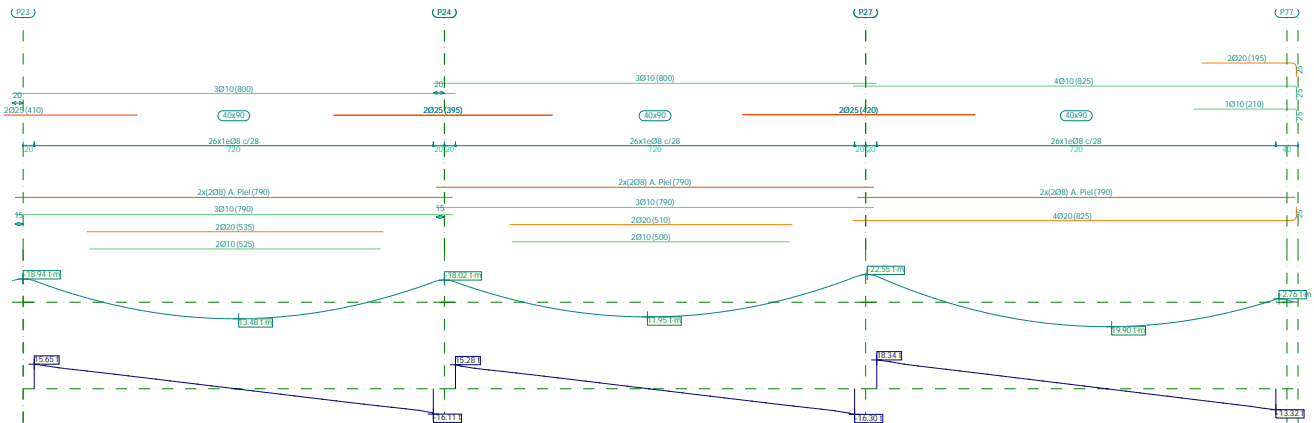 P23 P24 P27 P77
2Ø20(195)
25
3Ø10(800)
20
4Ø10(825)
3Ø10(800)
20
25
2Ø25(410) 2Ø25(395) 2Ø25(420)
1Ø10(210)
40x90 40x90 40x90
25
26x1eØ8 c/28 26x1eØ8 c/28 26x1eØ8 c/28
20 720 20 20 720 20 20 720 40
2x(2Ø8) A. Piel (790)
2x(2Ø8) A. Piel (790) 2x(2Ø8) A. Piel (790)
3Ø10(790)
3Ø10(790)
15 15
25
2Ø20(510) 4Ø20(825)
2Ø20(535)
2Ø10(500)
2Ø10(525)
-18.94 t·m -18.02 t·m -22.55 t·m
-2.76 t·m
13.48 t·m 11.95 t·m 19.90 t·m
15.65 t 15.28 t 18.34 t
-16.11 t -16.30 t -13.32 t